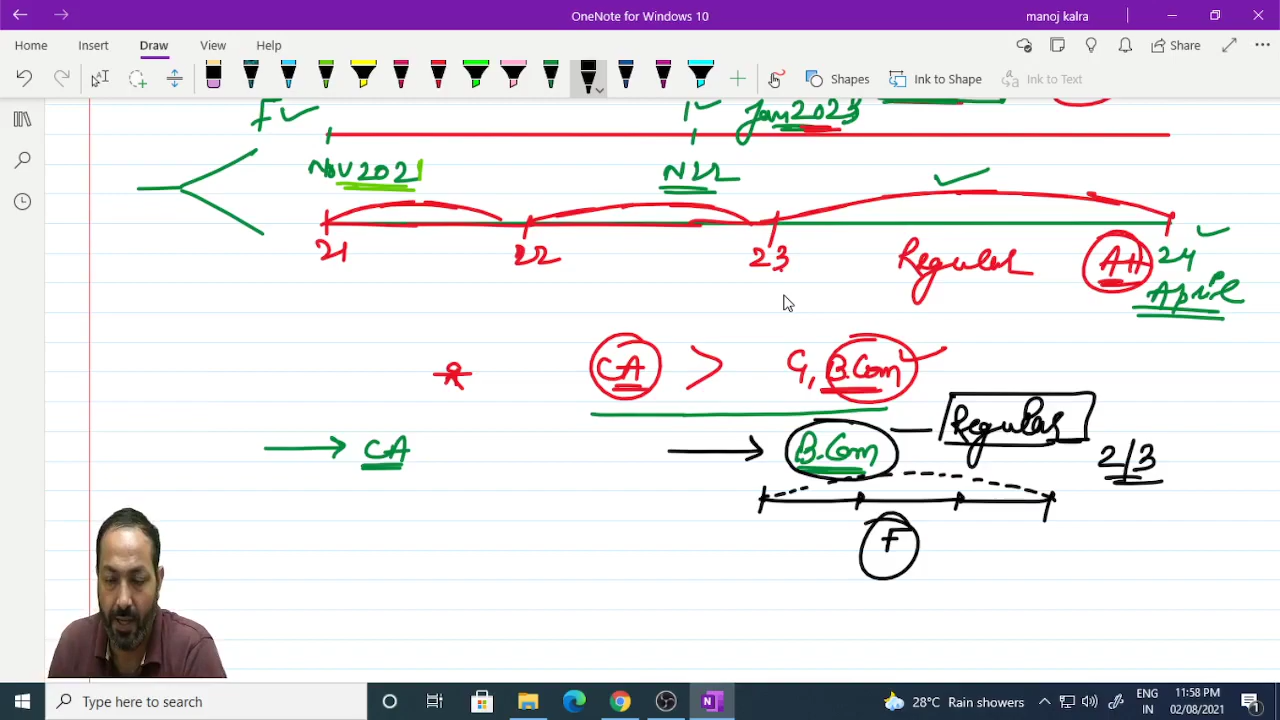 OneNote for Windows 10
manoj kalra
Home Insert Draw View Help
Share
Shapes
Ink to Shape
Ink to Text
F
1
Jan 2023
Nov 2021
N22
21
22
23
Regular
24
April
CA > G, B.Com
CA
B.Com
Regular
2/3
F
Type here to search
28°C Rain showers
ENG
IN
11:58 PM
02/08/2021
1